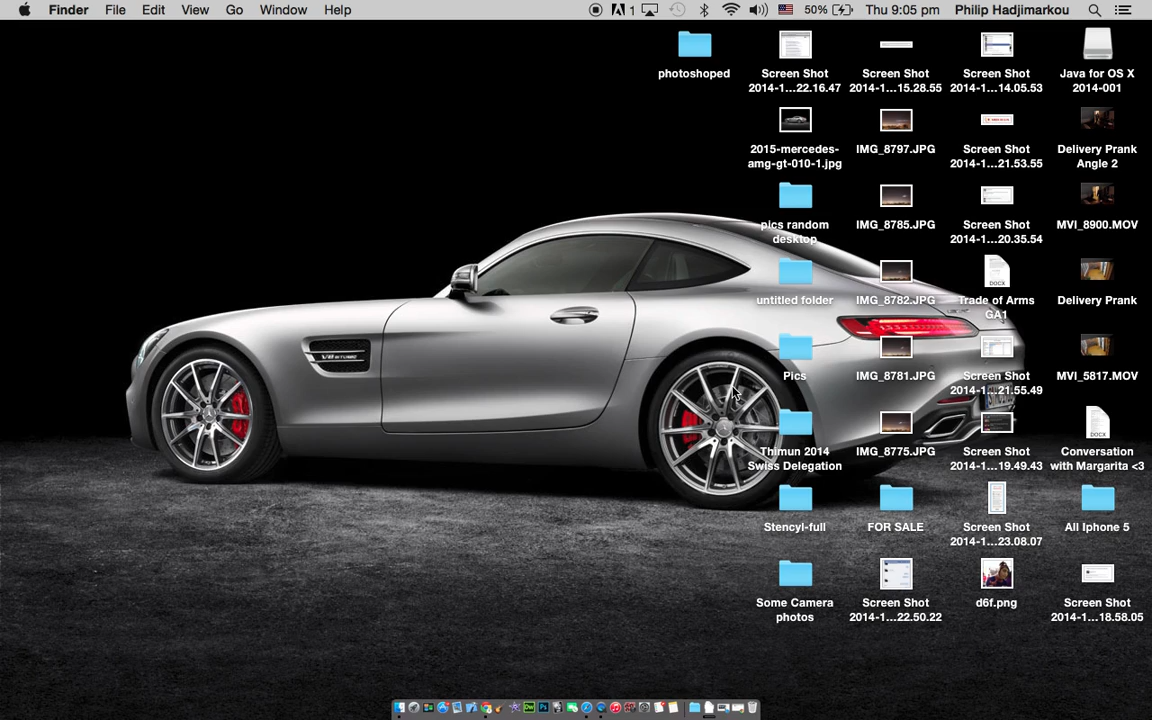 Finder File Edit View Go Window Help 1 50% Thu 9:05 pm Philip Hadjimarkou
photoshoped
Screen Shot
2014-1...22.16.47
Screen Shot
2014-1...15.28.55
Screen Shot
2014-1...14.05.53
Java for OS X
2014-001
2015-mercedes-
amg-gt-010-1.jpg
IMG_8797.JPG
Screen Shot
2014-1...21.53.55
Delivery Prank
Angle 2
pics random
desktop
IMG_8785.JPG
Screen Shot
2014-1...20.35.54
MVI_8900.MOV
untitled folder
IMG_8782.JPG
Trade of Arms
GA1
DOCX
Delivery Prank
Pics
IMG_8781.JPG
Screen Shot
2014-1...21.55.49
MVI_5817.MOV
Thimun 2014
Swiss Delegation
IMG_8775.JPG
Screen Shot
2014-1...19.49.43
DOCX
Conversation
with Margarita <3
Stencyl-full
FOR SALE
Screen Shot
2014-1...23.08.07
All Iphone 5
Some Camera
photos
Screen Shot
2014-1...22.50.22
d6f.png
Screen Shot
2014-1...18.58.05
V8 BITURBO
Dw
Ps